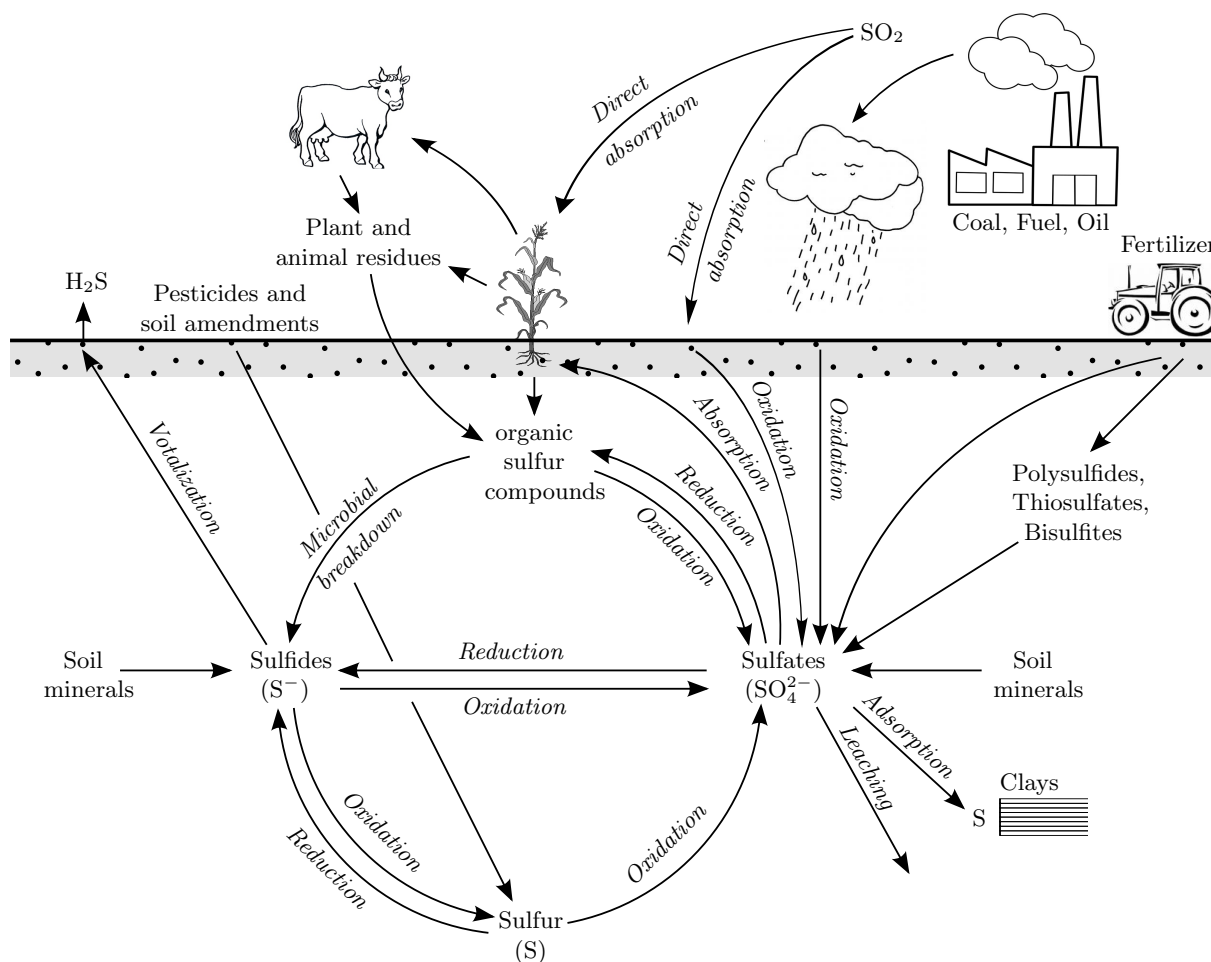 SO₂
Direct
absorption
Direct
absorption
Coal, Fuel, Oil
Fertilizer
Plant and
animal residues
H₂S
Pesticides and
soil amendments
Votalization
Microbial
breakdown
organic
sulfur
compounds
Absorption
Oxidation
Oxidation
Reduction
Oxidation
Polysulfides,
Thiosulfates,
Bisulfites
Soil
minerals
Sulfides
(S⁻)
Reduction
Oxidation
Sulfates
(SO₄²⁻)
Soil
minerals
Adsorption
Leaching
Clays
S
Oxidation
Reduction
Oxidation
Sulfur
(S)